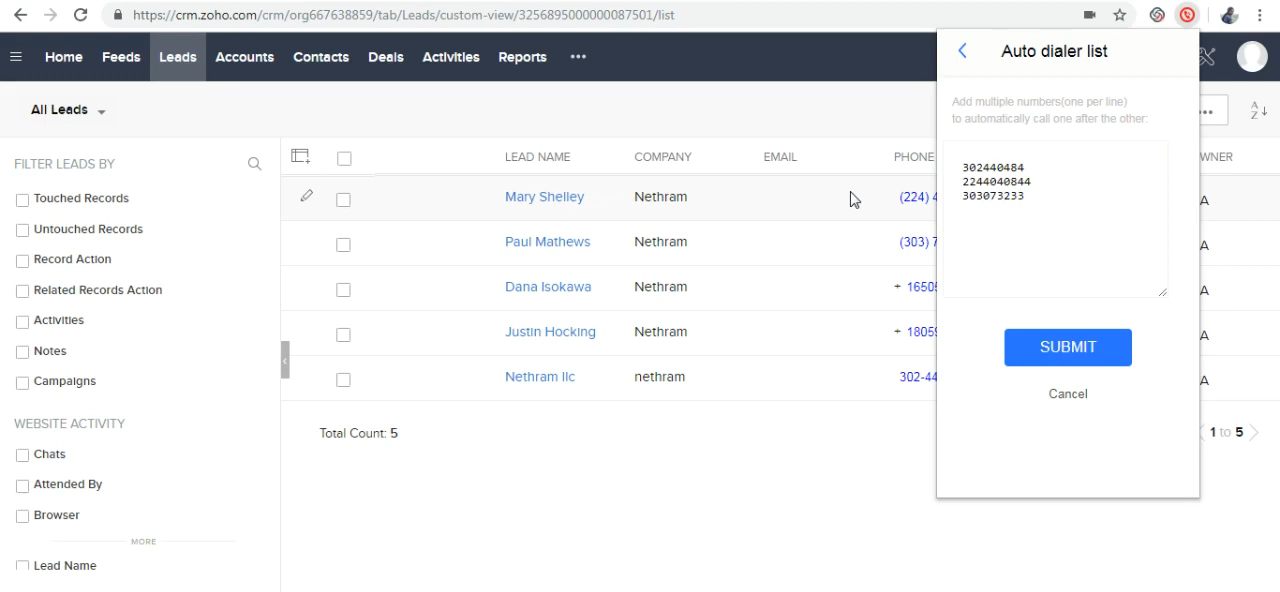 https://crm.zoho.com/crm/org667638859/tab/Leads/custom-view/3256895000000087501/list
Home Feeds Leads Accounts Contacts Deals Activities Reports •••
Auto dialer list
All Leads
Add multiple numbers(one per line)
to automatically call one after the other:
FILTER LEADS BY
Touched Records
Untouched Records
Record Action
Related Records Action
Activities
Notes
Campaigns
WEBSITE ACTIVITY
Chats
Attended By
Browser
MORE
Lead Name
LEAD NAME COMPANY EMAIL PHONE WNER
Mary Shelley Nethram (224) 4 A
Paul Mathews Nethram (303) 7 A
Dana Isokawa Nethram + 1650 A
Justin Hocking Nethram + 1805 A
Nethram llc nethram 302-44 A
Total Count: 5
1 to 5
302440484
2244040844
303073233
SUBMIT
Cancel